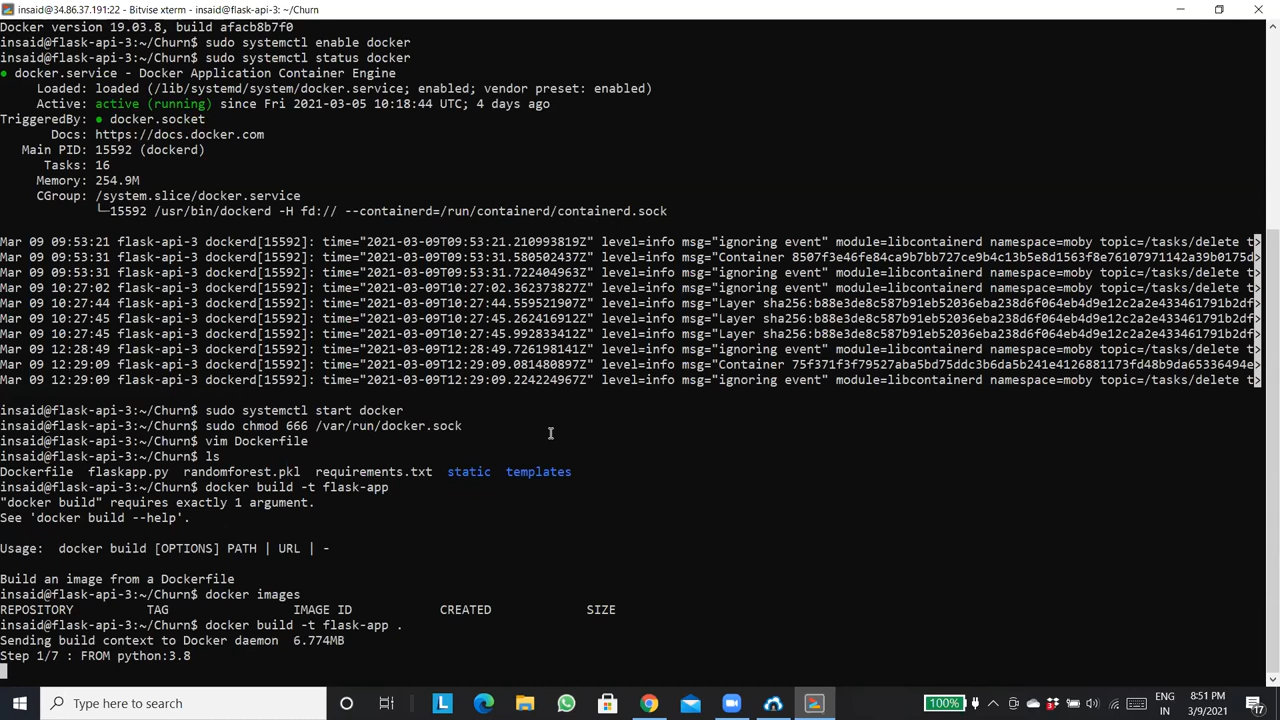 insaid@34.86.37.191:22 - Bitvise xterm - insaid@flask-api-3: ~/Churn
Docker version 19.03.8, build afacb8b7f0
insaid@flask-api-3:~/Churn$ sudo systemctl enable docker
insaid@flask-api-3:~/Churn$ sudo systemctl status docker
● docker.service - Docker Application Container Engine
Loaded: loaded (/lib/systemd/system/docker.service; enabled; vendor preset: enabled)
Active: active (running) since Fri 2021-03-05 10:18:44 UTC; 4 days ago
TriggeredBy: ● docker.socket
Docs: https://docs.docker.com
Main PID: 15592 (dockerd)
Tasks: 16
Memory: 254.9M
CGroup: /system.slice/docker.service
└─15592 /usr/bin/dockerd -H fd:// --containerd=/run/containerd/containerd.sock
Mar 09 09:53:21 flask-api-3 dockerd[15592]: time="2021-03-09T09:53:21.210993819Z" level=info msg="ignoring event" module=libcontainerd namespace=moby topic=/tasks/delete t>
Mar 09 09:53:31 flask-api-3 dockerd[15592]: time="2021-03-09T09:53:31.580502437Z" level=info msg="Container 8507f3e46fe84ca9b7bb727ce9b4c13b5e8d1563f8e76107971142a39b0175d>
Mar 09 09:53:31 flask-api-3 dockerd[15592]: time="2021-03-09T09:53:31.722404963Z" level=info msg="ignoring event" module=libcontainerd namespace=moby topic=/tasks/delete t>
Mar 09 10:27:02 flask-api-3 dockerd[15592]: time="2021-03-09T10:27:02.362373827Z" level=info msg="ignoring event" module=libcontainerd namespace=moby topic=/tasks/delete t>
Mar 09 10:27:44 flask-api-3 dockerd[15592]: time="2021-03-09T10:27:44.559521907Z" level=info msg="Layer sha256:b88e3de8c587b91eb52036eba238d6f064eb4d9e12c2a2e433461791b2df>
Mar 09 10:27:45 flask-api-3 dockerd[15592]: time="2021-03-09T10:27:45.262416912Z" level=info msg="Layer sha256:b88e3de8c587b91eb52036eba238d6f064eb4d9e12c2a2e433461791b2df>
Mar 09 10:27:45 flask-api-3 dockerd[15592]: time="2021-03-09T10:27:45.992833412Z" level=info msg="Layer sha256:b88e3de8c587b91eb52036eba238d6f064eb4d9e12c2a2e433461791b2df>
Mar 09 12:28:49 flask-api-3 dockerd[15592]: time="2021-03-09T12:28:49.726198141Z" level=info msg="ignoring event" module=libcontainerd namespace=moby topic=/tasks/delete t>
Mar 09 12:29:09 flask-api-3 dockerd[15592]: time="2021-03-09T12:29:09.081480897Z" level=info msg="Container 75f371f3f79527aba5bd75ddc3b6da5b241e4126881173fd48b9da65336494e>
Mar 09 12:29:09 flask-api-3 dockerd[15592]: time="2021-03-09T12:29:09.224224967Z" level=info msg="ignoring event" module=libcontainerd namespace=moby topic=/tasks/delete t>
insaid@flask-api-3:~/Churn$ sudo systemctl start docker
insaid@flask-api-3:~/Churn$ sudo chmod 666 /var/run/docker.sock
insaid@flask-api-3:~/Churn$ vim Dockerfile
insaid@flask-api-3:~/Churn$ ls
Dockerfile flaskapp.py randomforest.pkl requirements.txt static templates
insaid@flask-api-3:~/Churn$ docker build -t flask-app
"docker build" requires exactly 1 argument.
See 'docker build --help'.
Usage: docker build [OPTIONS] PATH | URL | -
Build an image from a Dockerfile
insaid@flask-api-3:~/Churn$ docker images
REPOSITORY TAG IMAGE ID CREATED SIZE
insaid@flask-api-3:~/Churn$ docker build -t flask-app .
Sending build context to Docker daemon 6.774MB
Step 1/7 : FROM python:3.8
Type here to search
100%
ENG
IN
8:51 PM
3/9/2021
17